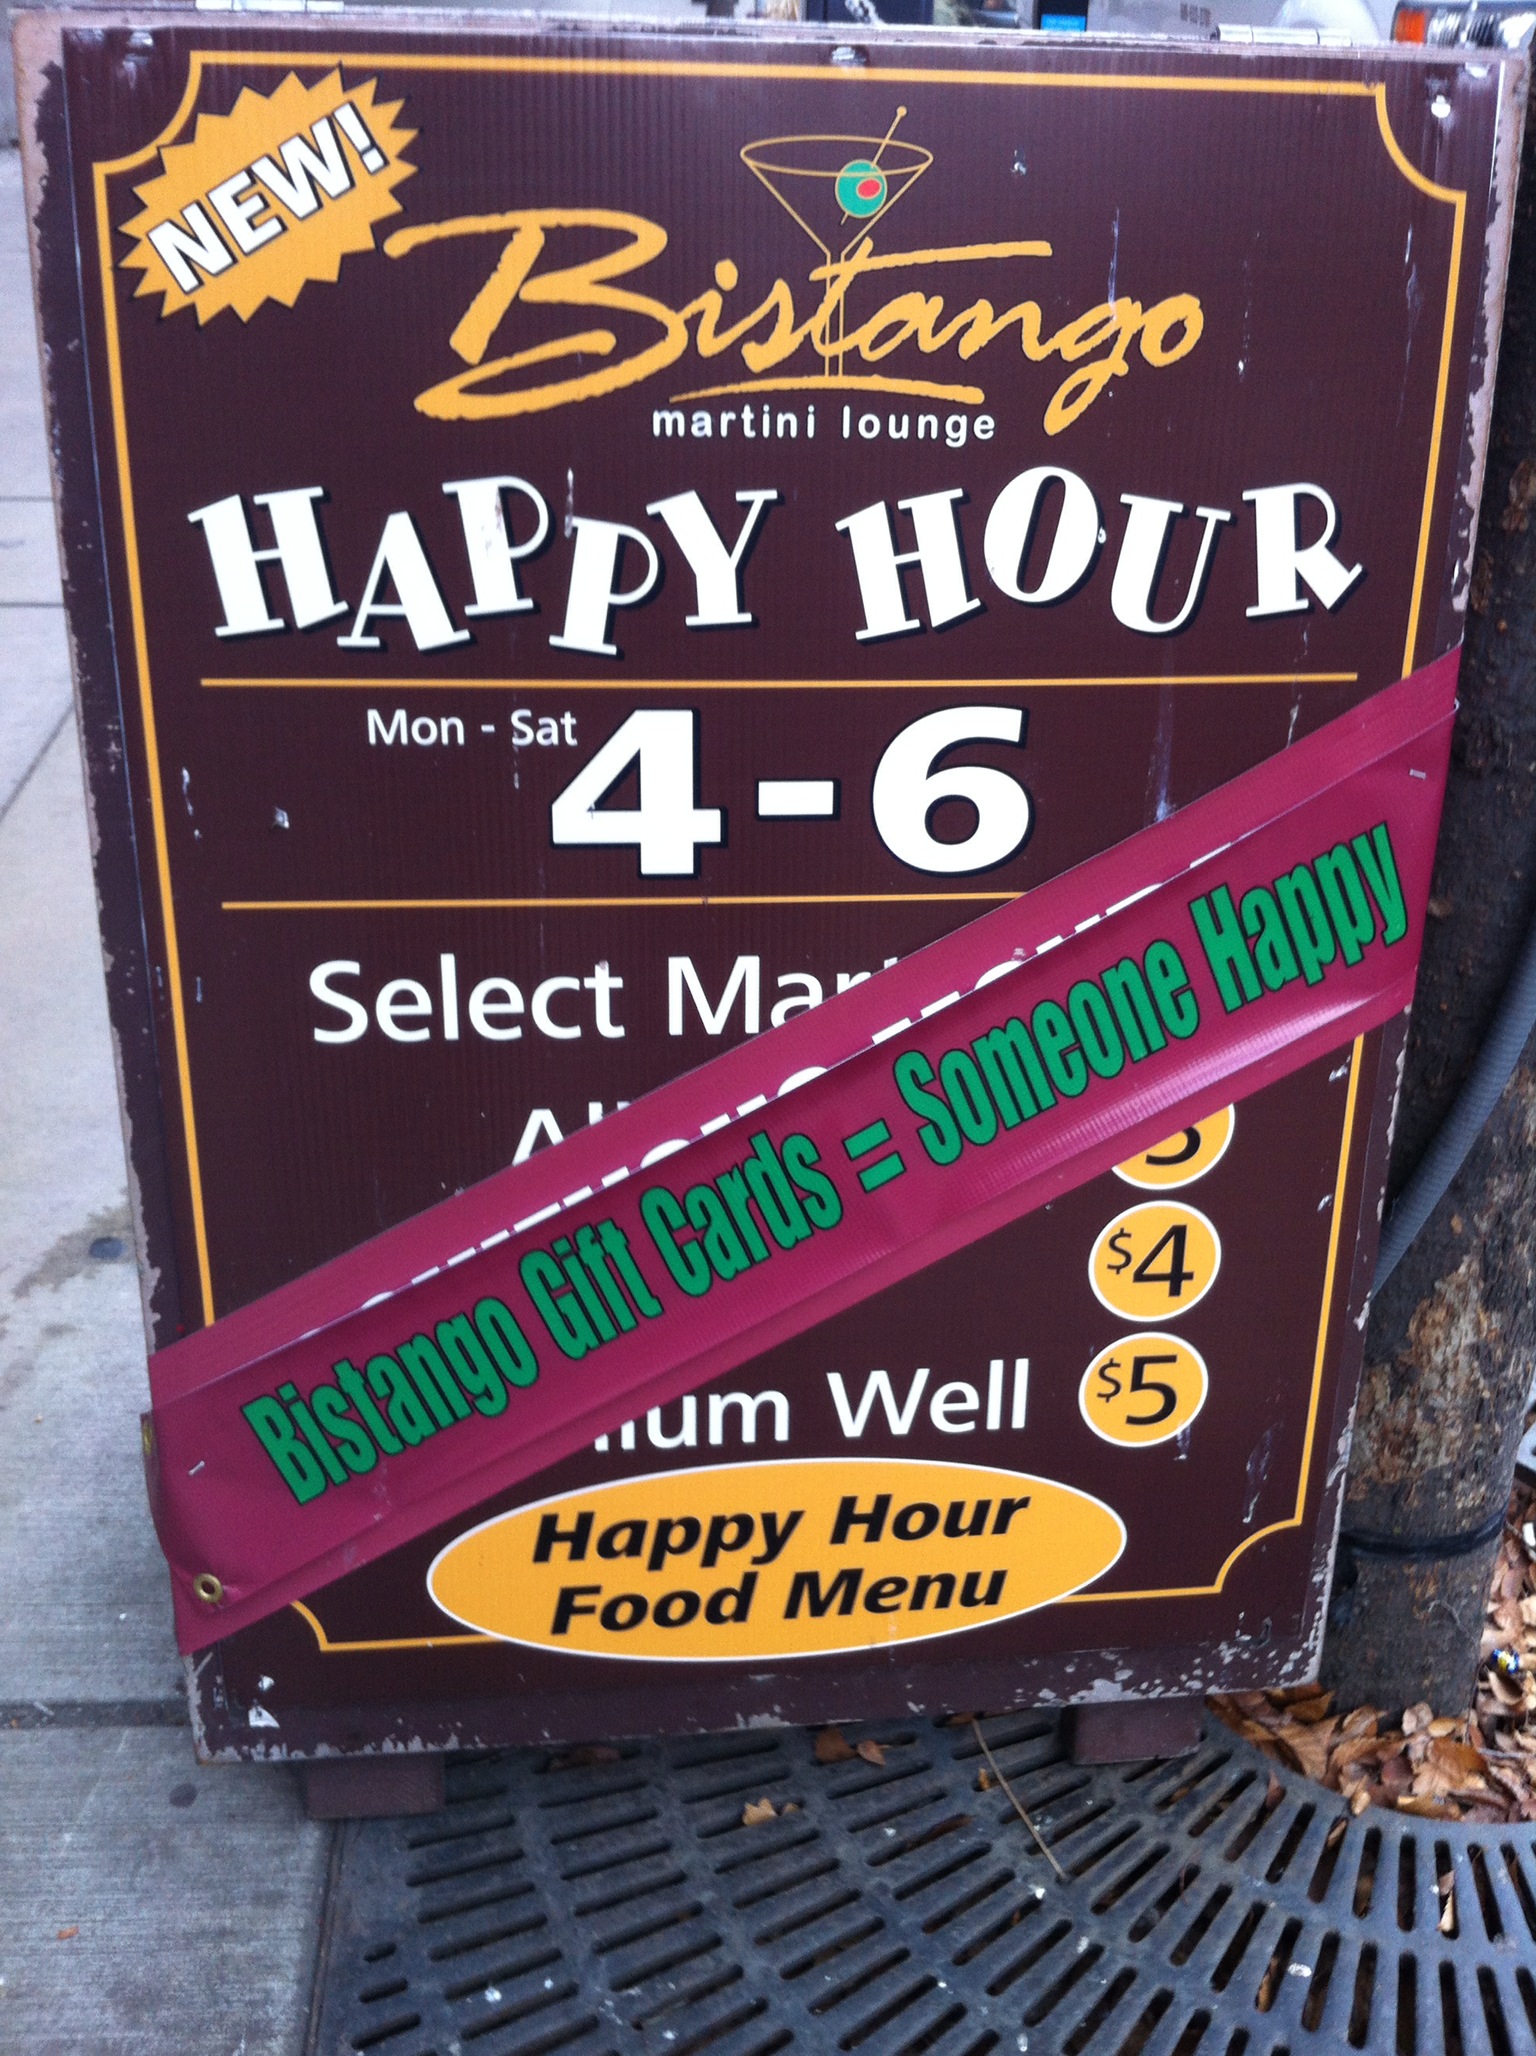 NEW!
Bistango
martini lounge
HAPPY HOUR
Mon - Sat
4-6
Select
Bistango Gift Cards = Someone Happy
$4
Well $5
Happy Hour
Food Menu